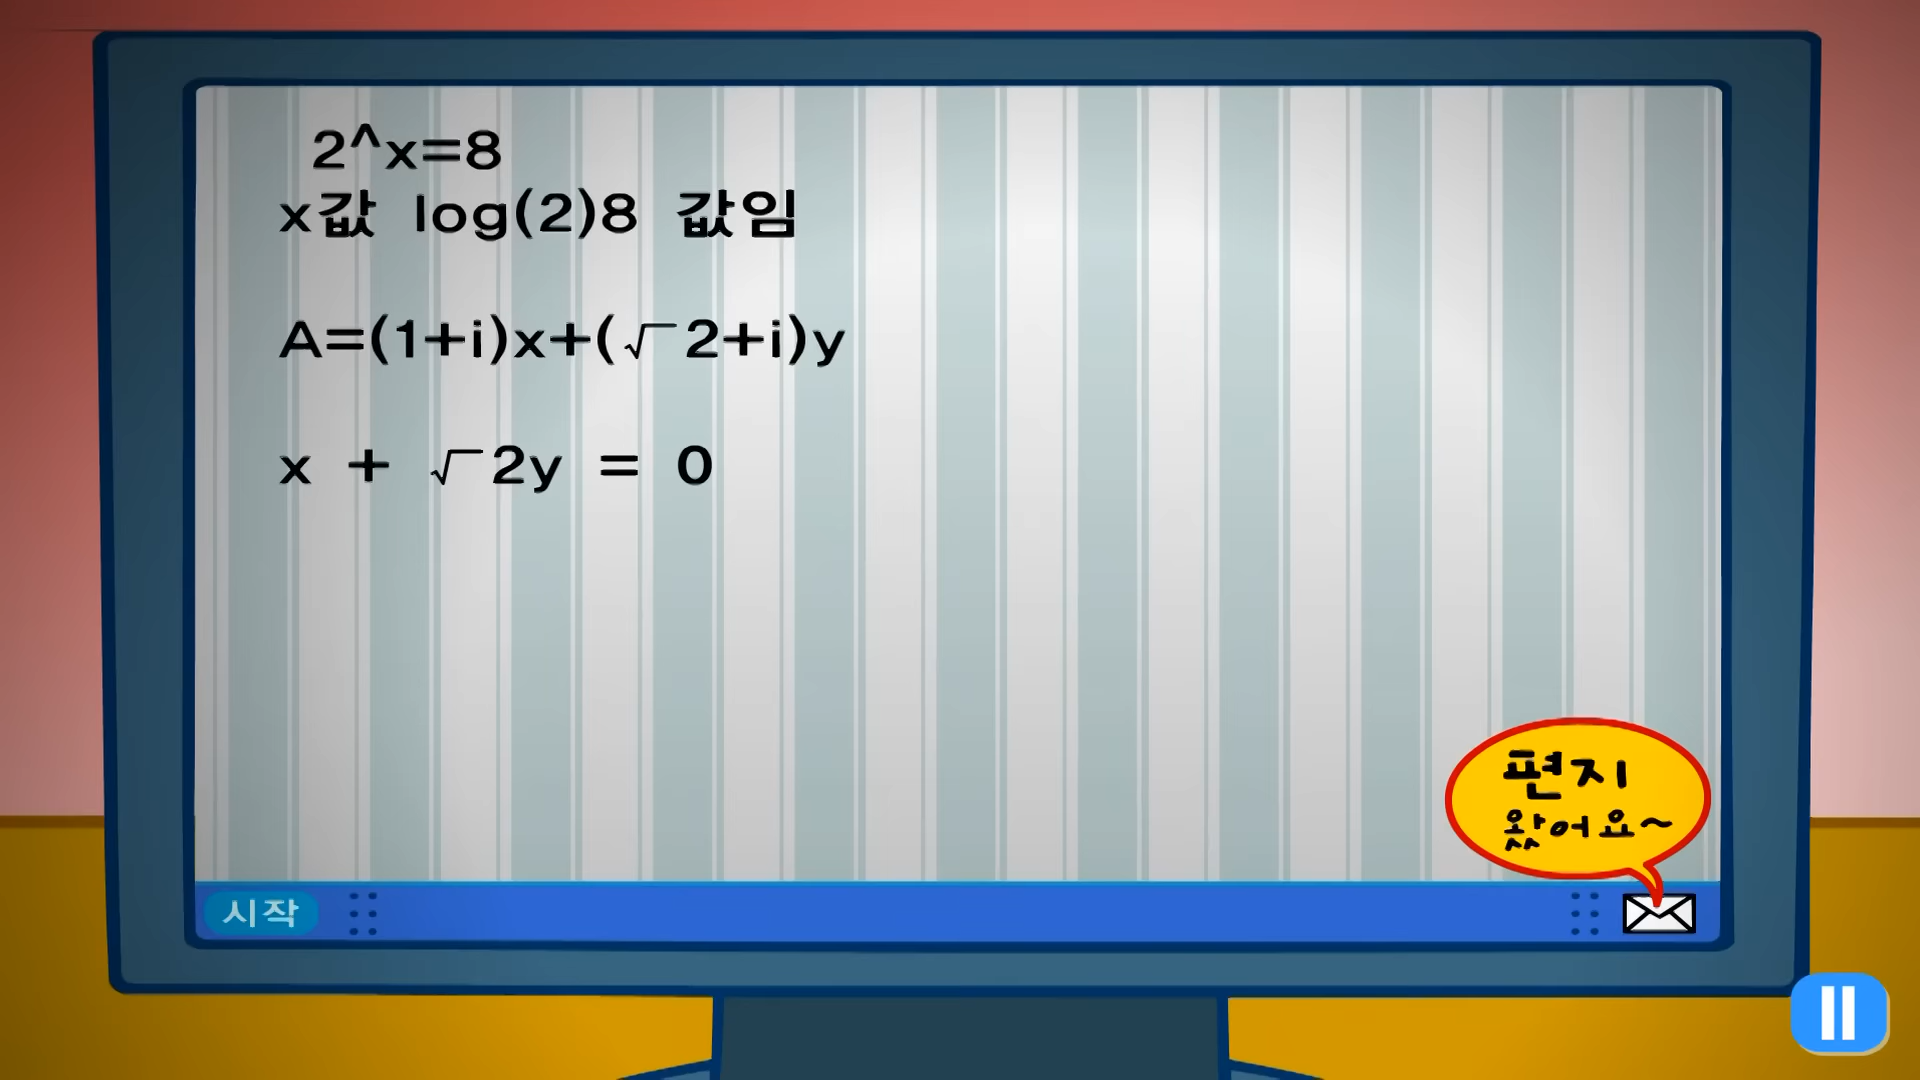 2^x=8
x값 log(2)8 값임
A=(1+i)x+(√2+i)y
x + √2y = 0
편지
왔어요~
시작